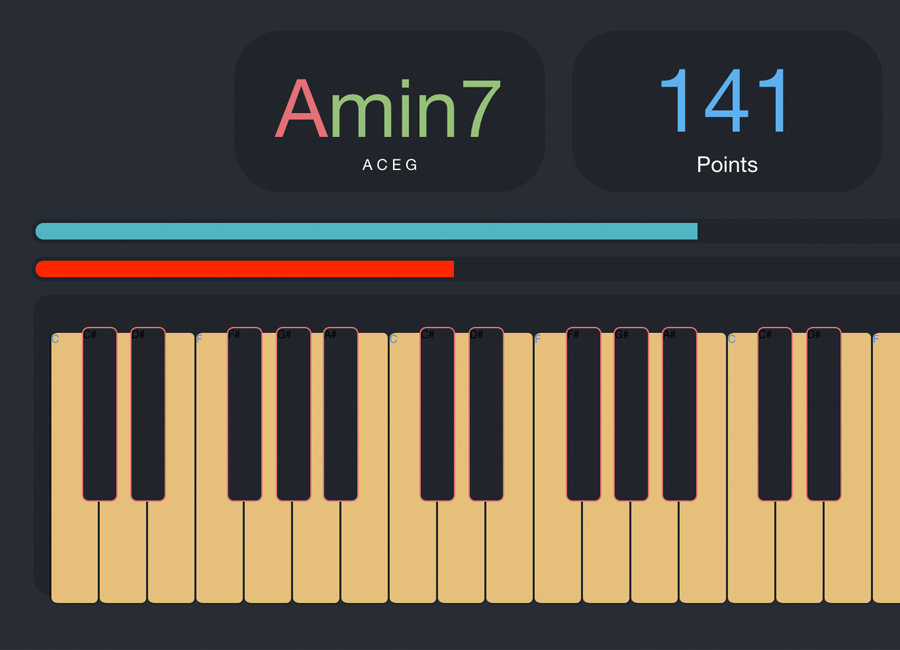 Amin7
A C E G
141
Points
C C# D# F F# G# A# C C# D# F F# G# A# C C# D# F